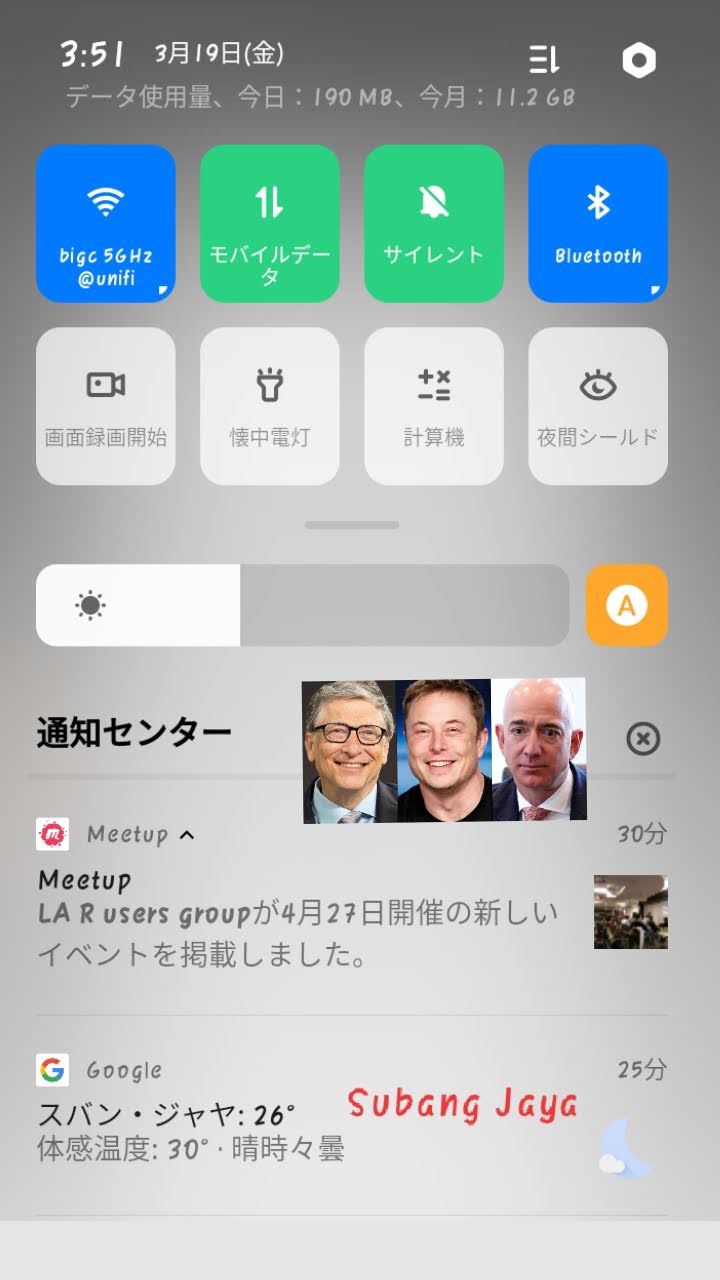 3:51 3月19日(金)
データ使用量、今日：190 MB、今月：11.2 GB
bigc 5GHz
@unifi
モバイルデー
タ
サイレント
Bluetooth
画面録画開始
懐中電灯
計算機
夜間シールド
A
通知センター
m Meetup 30分
Meetup
LA R users groupが4月27日開催の新しい
イベントを掲載しました。
G Google 25分
スバン・ジャヤ: 26°
Subang Jaya
体感温度: 30° · 晴時々曇